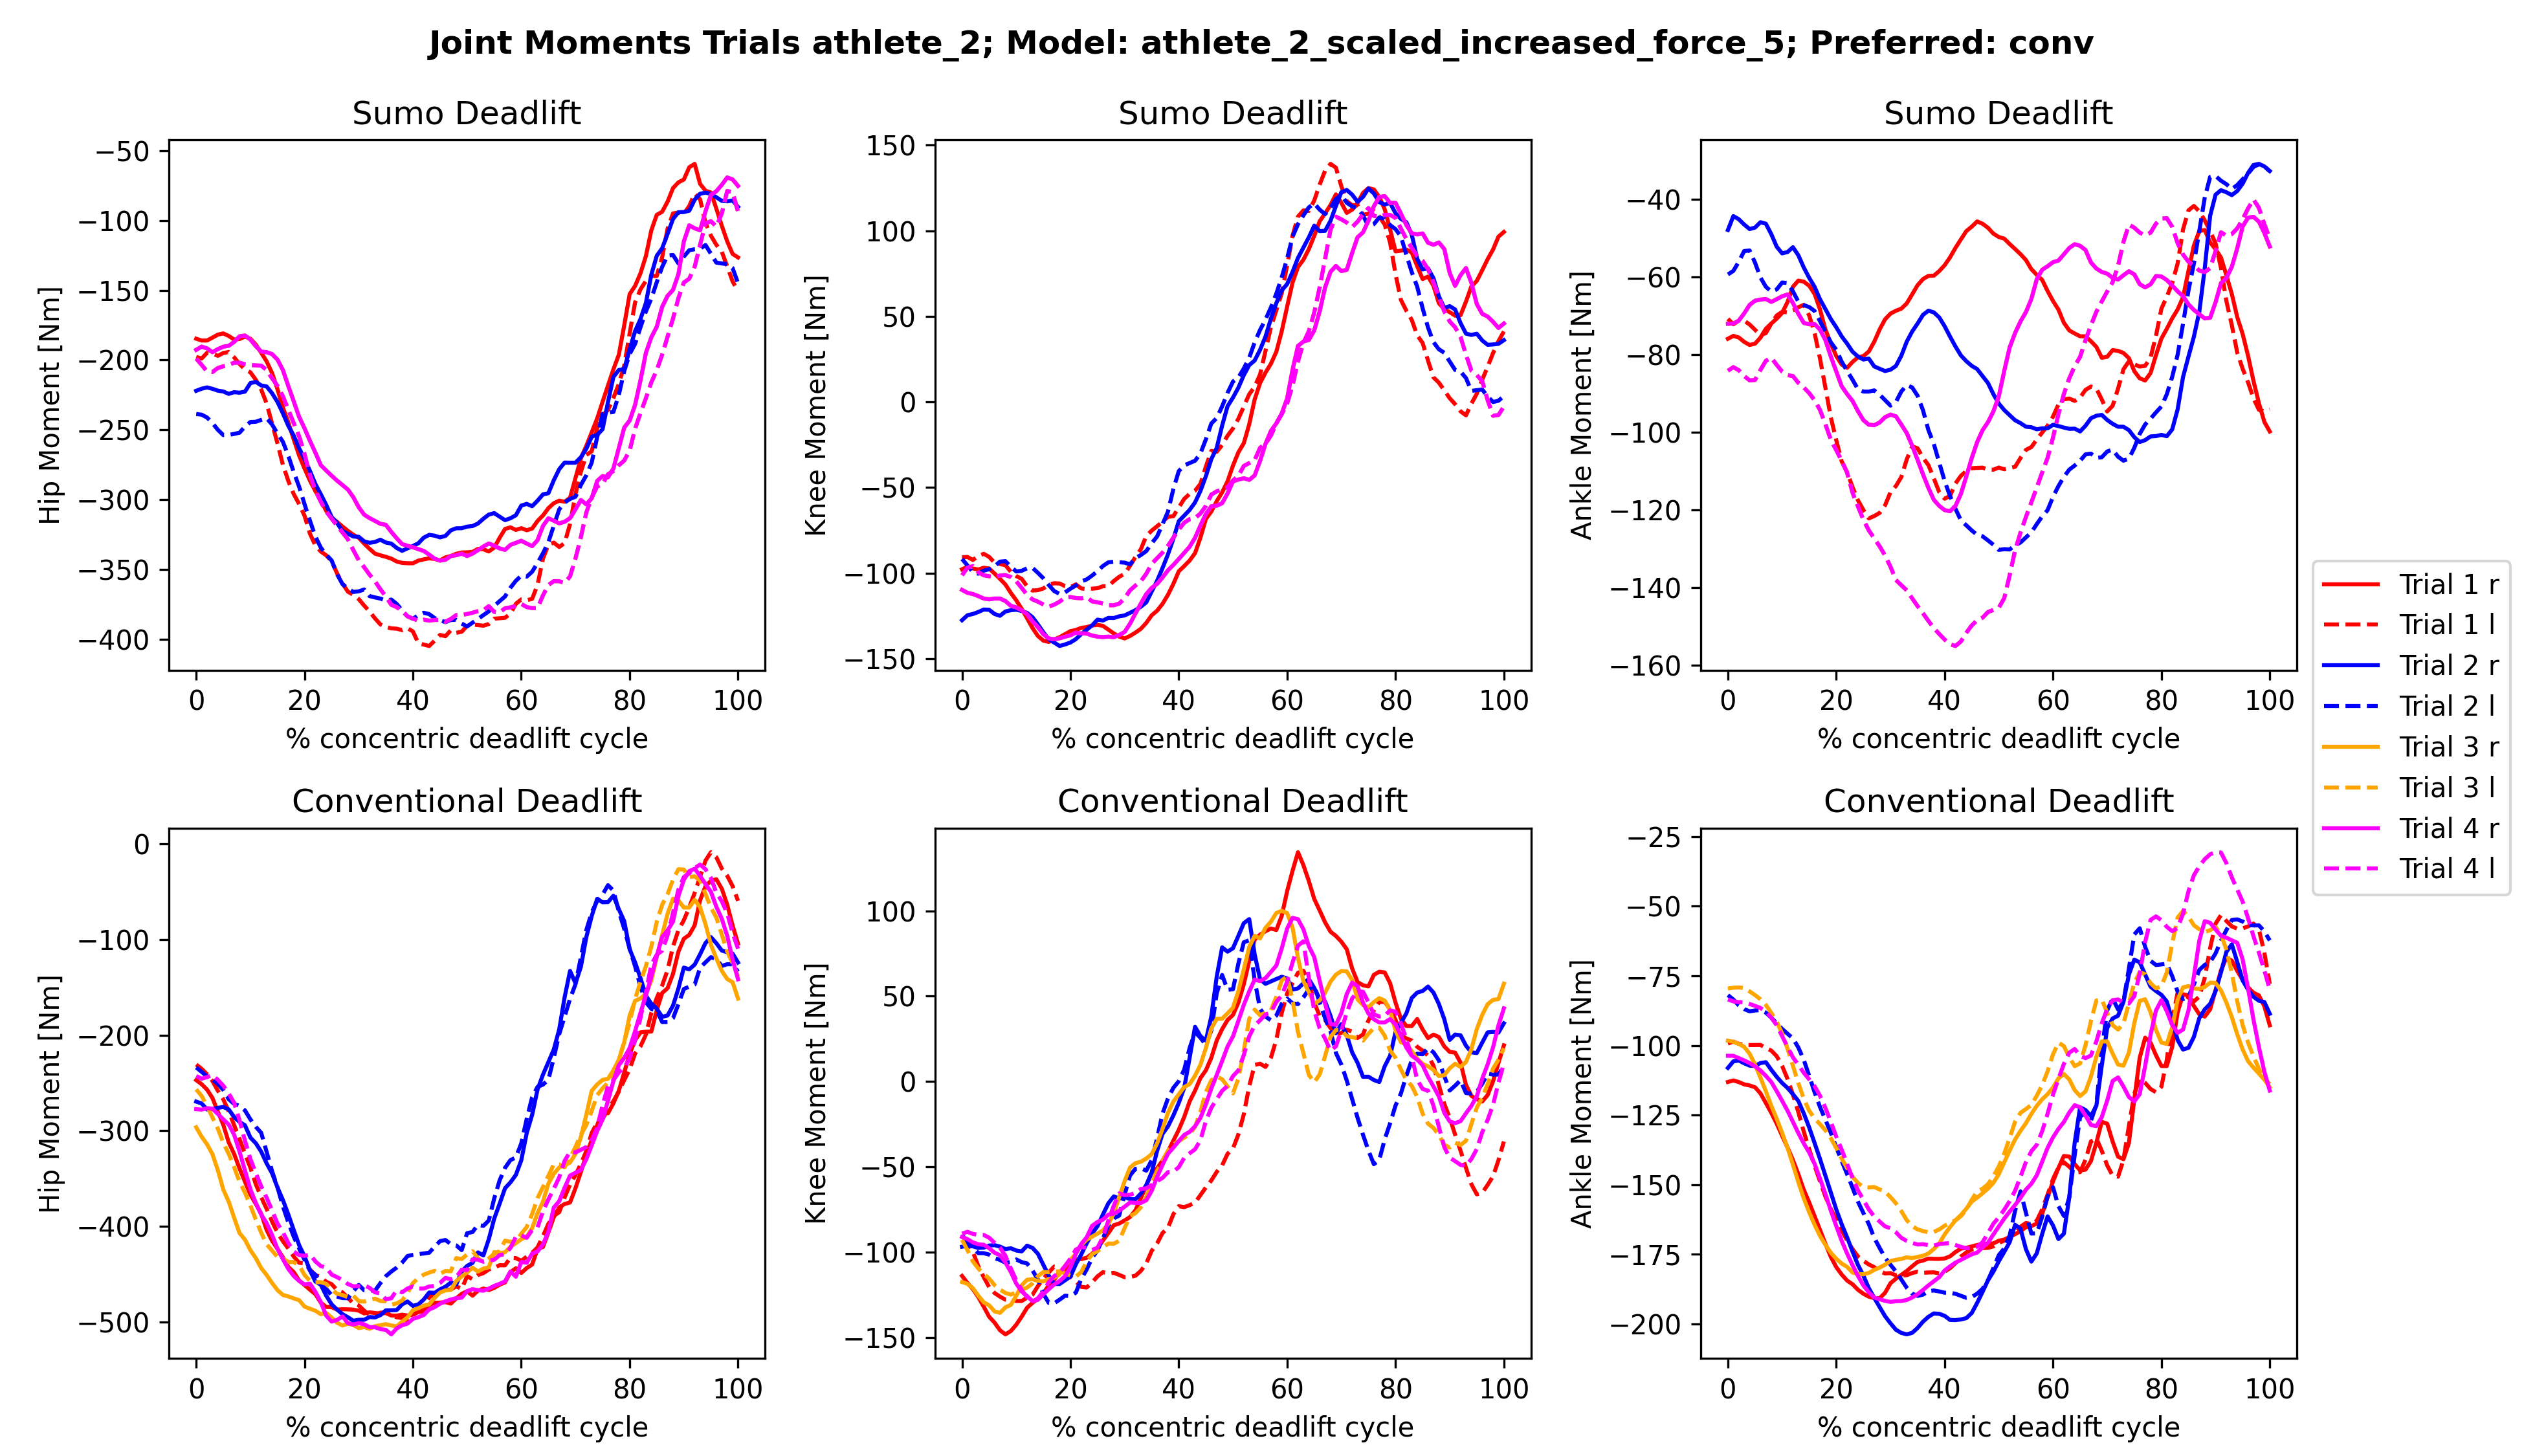 Joint Moments Trials athlete_2; Model: athlete_2_scaled_increased_force_5; Preferred: conv
Sumo Deadlift
−50
−100
−150
−200
−250
−300
−350
−400
Hip Moment [Nm]
0 20 40 60 80 100
% concentric deadlift cycle
Sumo Deadlift
150
100
50
0
−50
−100
−150
Knee Moment [Nm]
0 20 40 60 80 100
% concentric deadlift cycle
Sumo Deadlift
−40
−60
−80
−100
−120
−140
−160
Ankle Moment [Nm]
0 20 40 60 80 100
% concentric deadlift cycle
Trial 1 r
Trial 1 l
Trial 2 r
Trial 2 l
Trial 3 r
Trial 3 l
Trial 4 r
Trial 4 l
Conventional Deadlift
0
−100
−200
−300
−400
−500
Hip Moment [Nm]
0 20 40 60 80 100
% concentric deadlift cycle
Conventional Deadlift
100
50
0
−50
−100
−150
Knee Moment [Nm]
0 20 40 60 80 100
% concentric deadlift cycle
Conventional Deadlift
−25
−50
−75
−100
−125
−150
−175
−200
Ankle Moment [Nm]
0 20 40 60 80 100
% concentric deadlift cycle